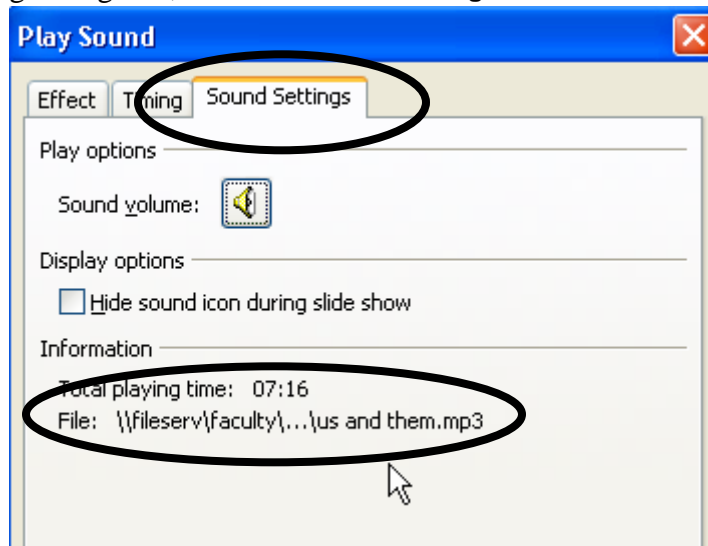 Play Sound
Effect Timing Sound Settings
Play options
Sound volume:
Display options
Hide sound icon during slide show
Information
Total playing time: 07:16
File: \\fileserv\faculty\...\us and them.mp3